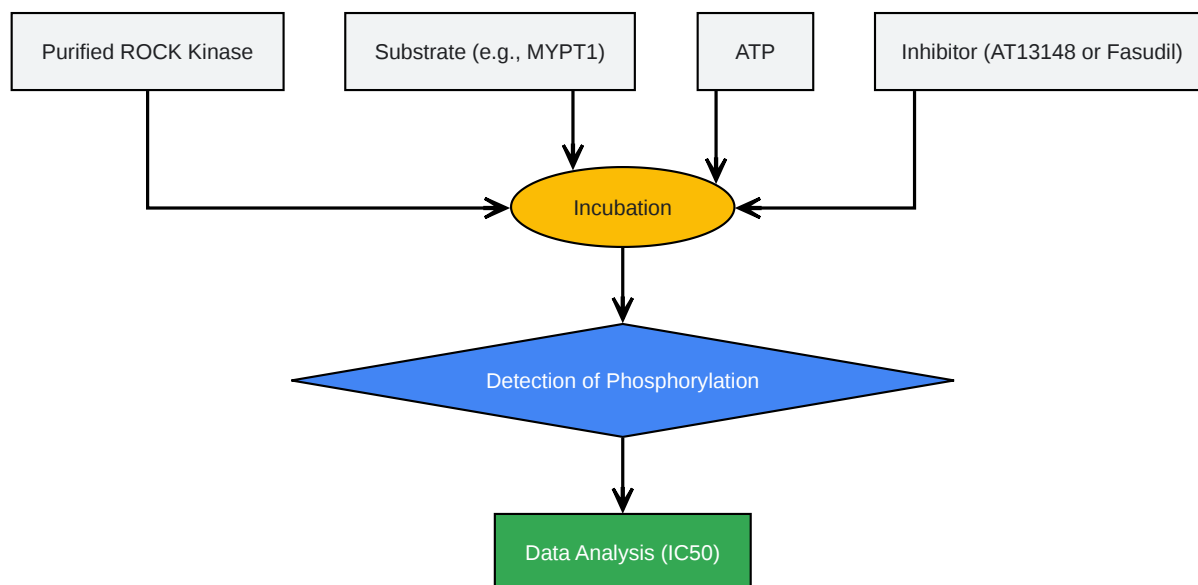 Purified ROCK Kinase
Substrate (e.g., MYPT1)
ATP
Inhibitor (AT13148 or Fasudil)
Incubation
Detection of Phosphorylation
Data Analysis (IC50)